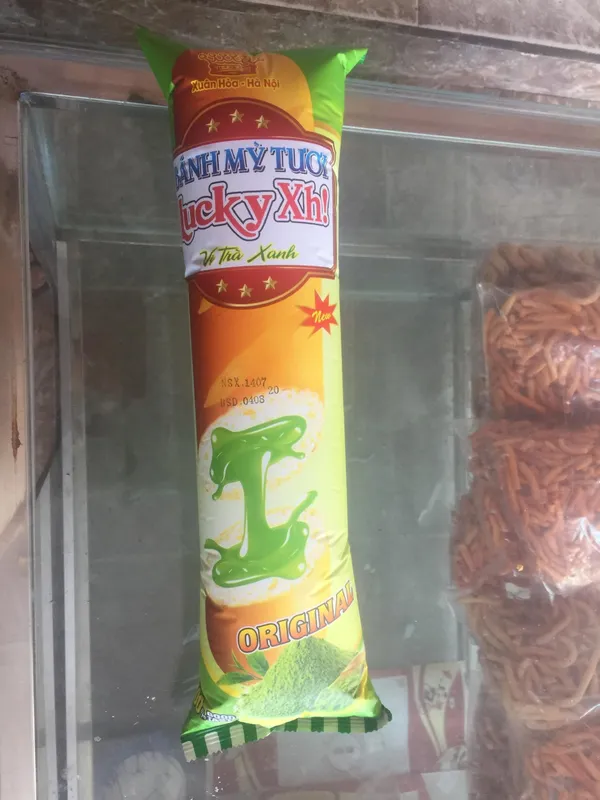 Xuân Hòa - Hà Nội
BÁNH MỲ TƯƠI
Lucky Xh!
Vị Trà Xanh
New
NSX.1407
20
HSD.0408
ORIGINAL